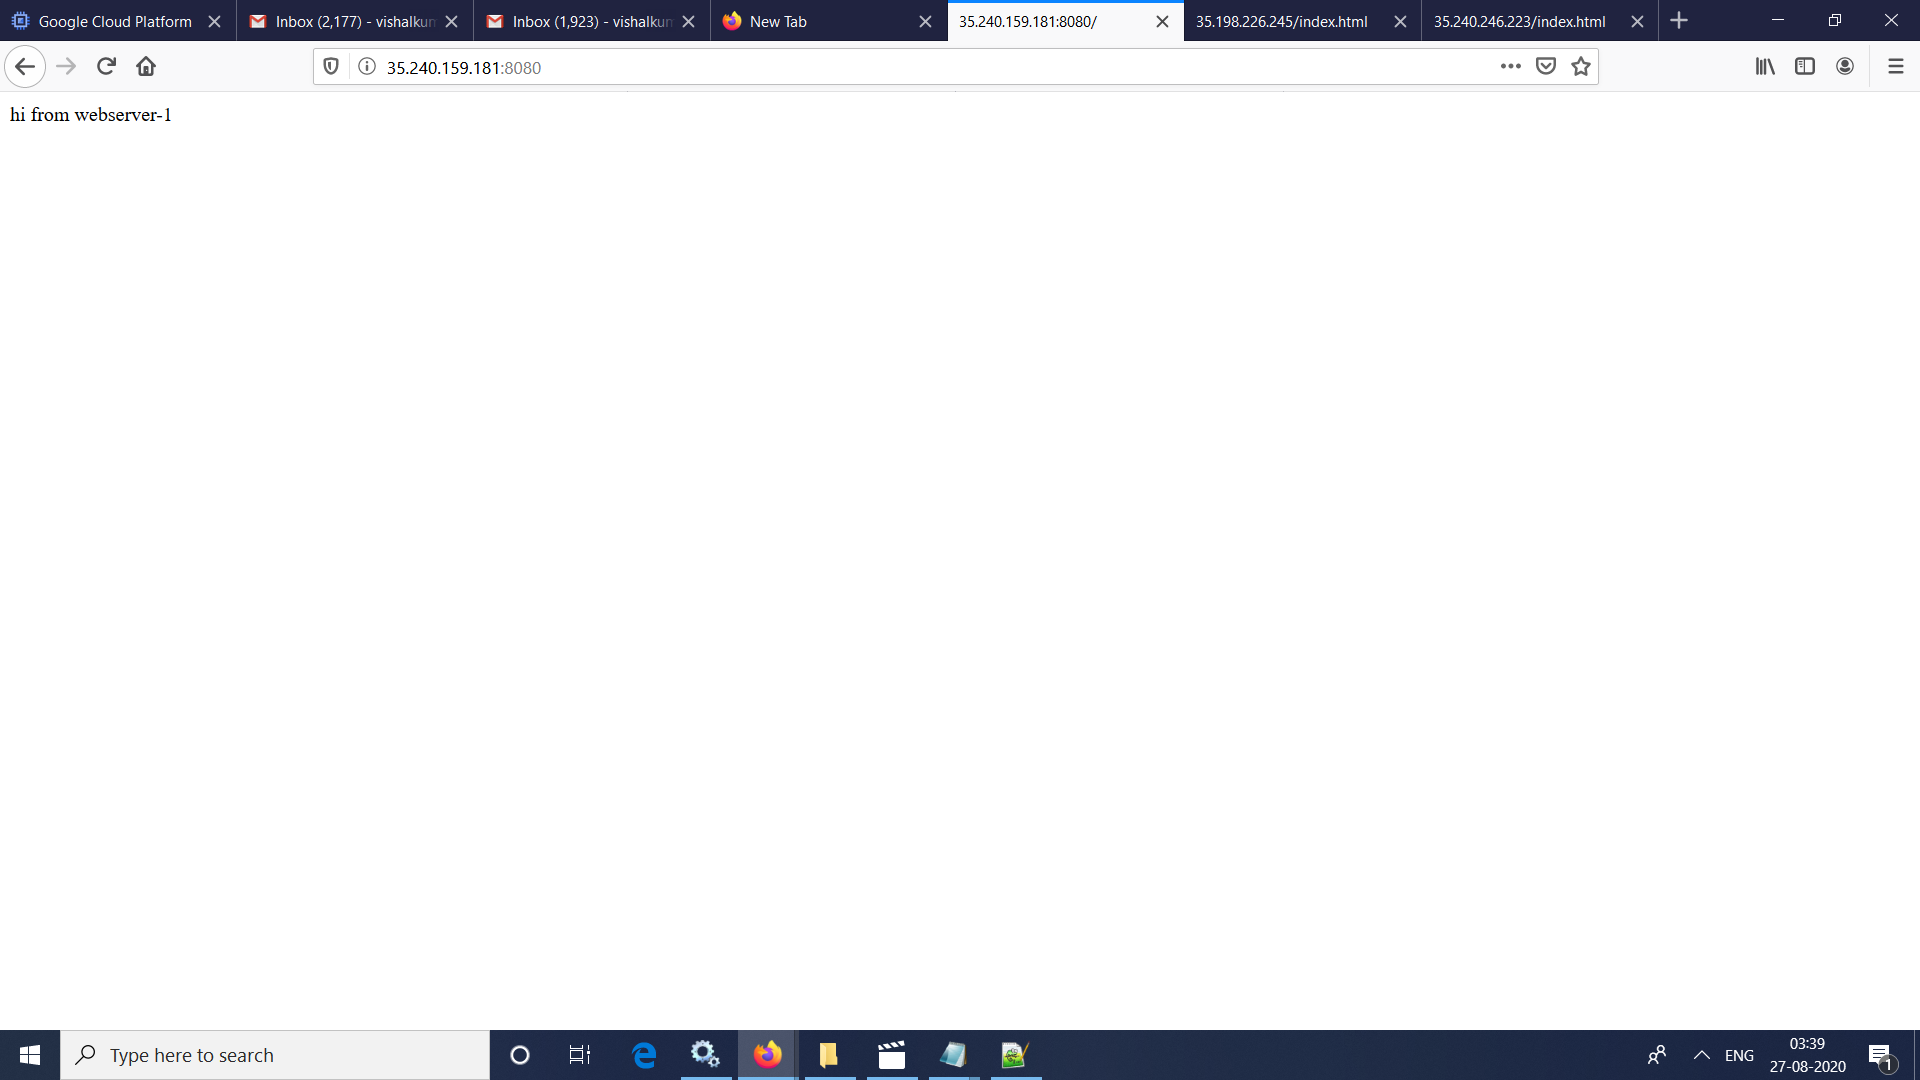 Google Cloud Platform
Inbox (2,177) - vishalkum
Inbox (1,923) - vishalkum
New Tab
35.240.159.181:8080/
35.198.226.245/index.html
35.240.246.223/index.html
35.240.159.181:8080
hi from webserver-1
Type here to search
ENG
03:39
27-08-2020
1